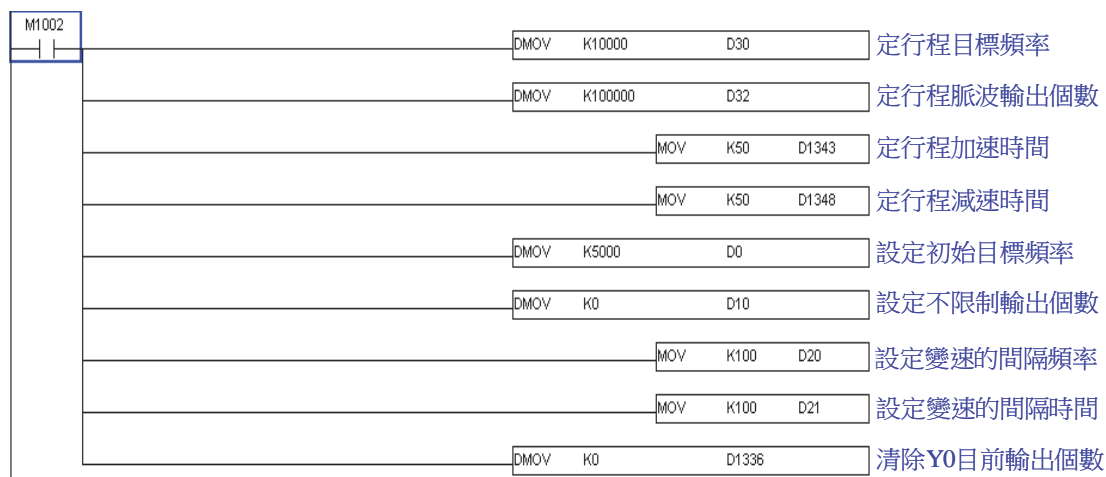 M1002
DMOV K10000 D30 定行程目標頻率
DMOV K100000 D32 定行程脈波輸出個數
MOV K50 D1343 定行程加速時間
MOV K50 D1348 定行程減速時間
DMOV K5000 D0 設定初始目標頻率
DMOV K0 D10 設定不限制輸出個數
MOV K100 D20 設定變速的間隔頻率
MOV K100 D21 設定變速的間隔時間
DMOV K0 D1336 清除Y0目前輸出個數